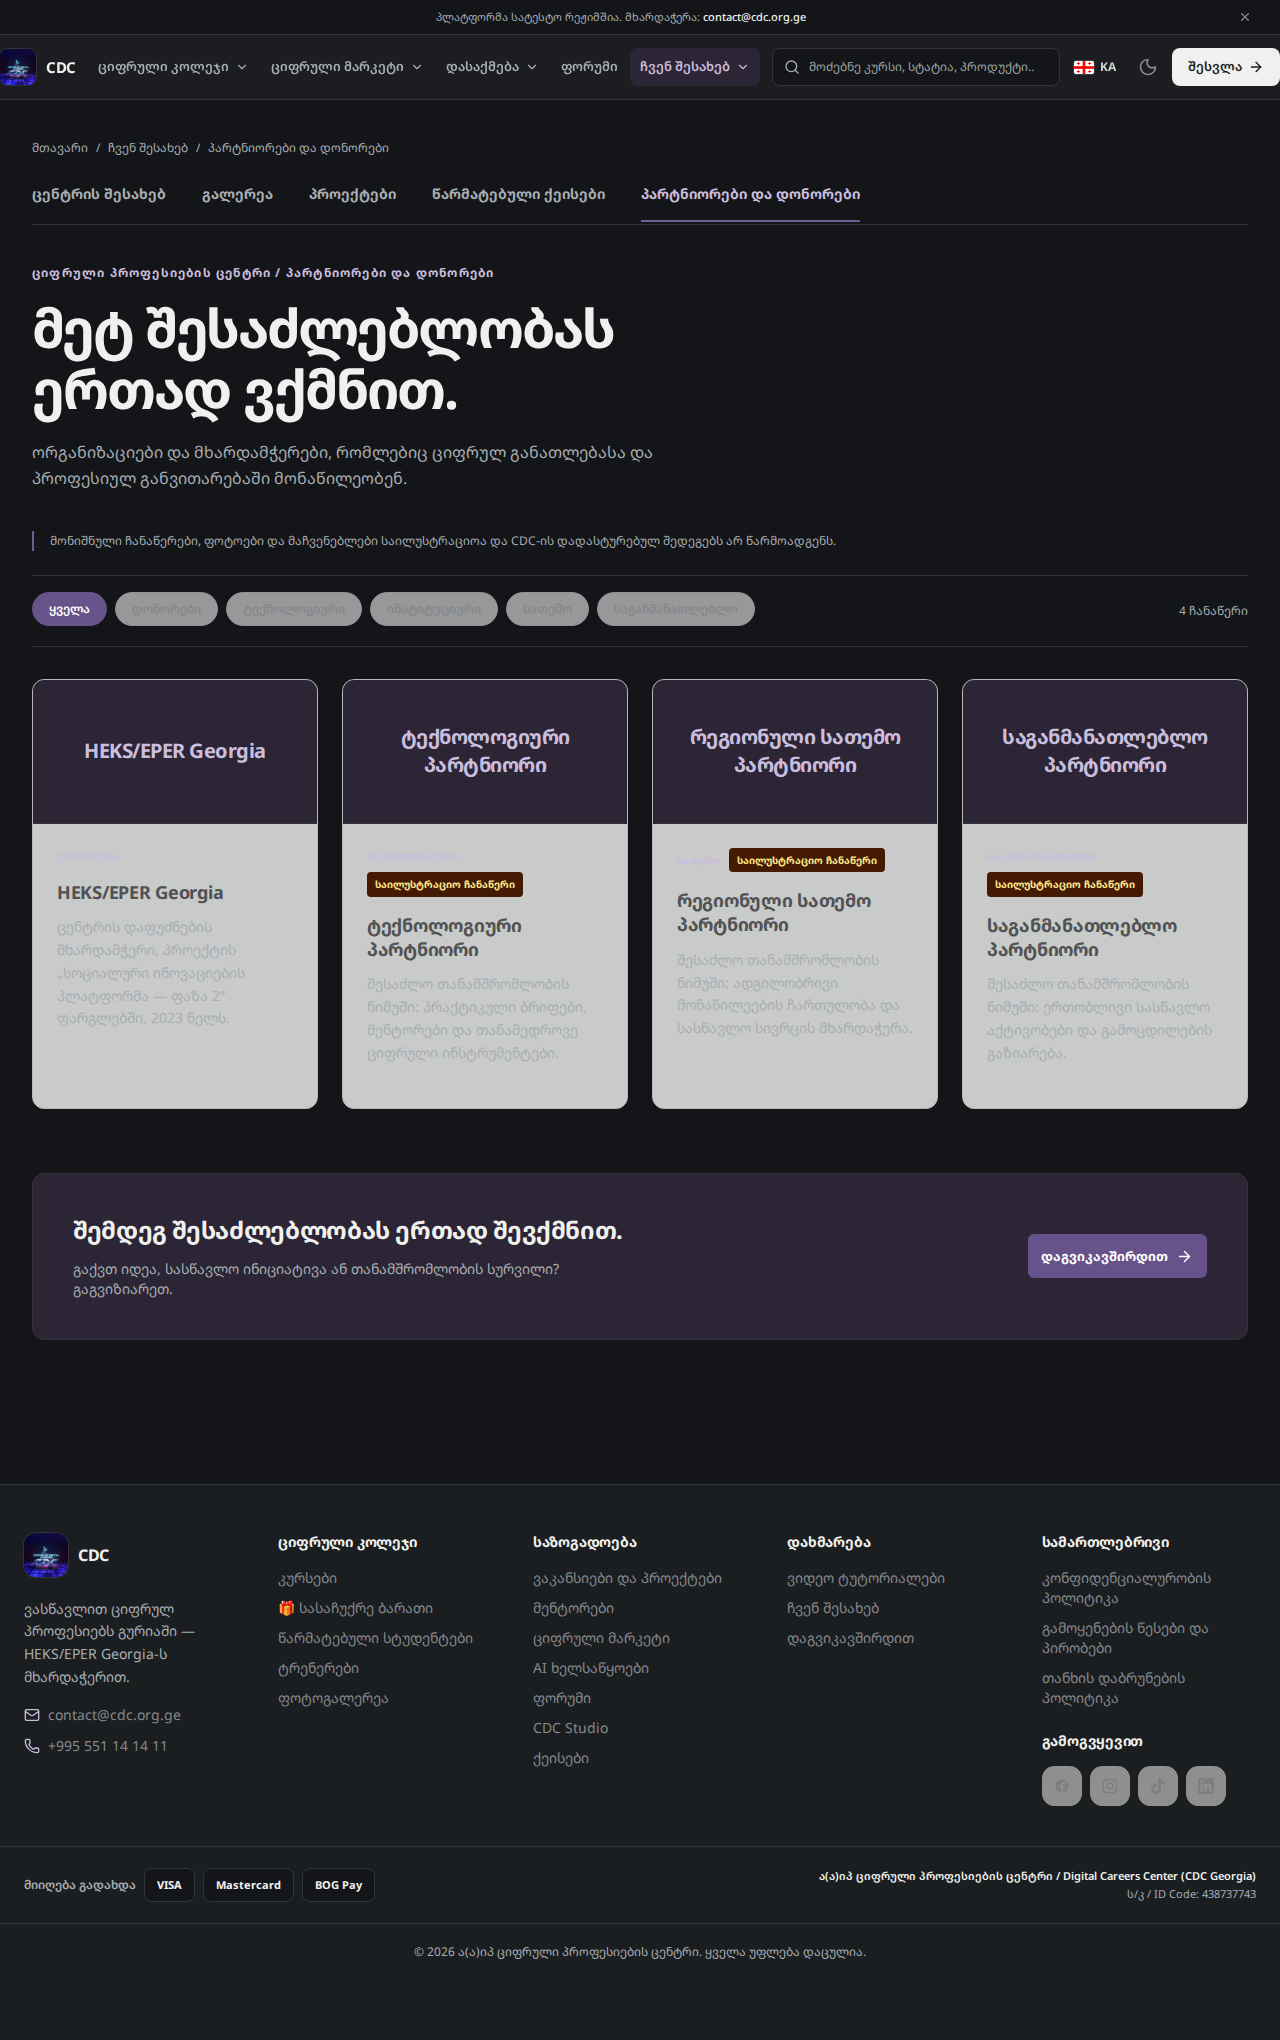 პლატფორმა სატესტო რეჟიმშია. მხარდაჭერა: contact@cdc.org.ge
CDC ციფრული კოლეჯი ციფრული მარკეტი დასაქმება ფორუმი ჩვენ შესახებ მოძებნე კურსი, სტატია, პროდუქტი.. KA შესვლა
მთავარი / ჩვენ შესახებ / პარტნიორები და დონორები
ცენტრის შესახებ გალერეა პროექტები წარმატებული ქეისები პარტნიორები და დონორები
ციფრული პროფესიების ცენტრი / პარტნიორები და დონორები
მეტ შესაძლებლობას
ერთად ვქმნით.
ორგანიზაციები და მხარდამჭერები, რომლებიც ციფრულ განათლებასა და
პროფესიულ განვითარებაში მონაწილეობენ.
მონიშნული ჩანაწერები, ფოტოები და მაჩვენებლები საილუსტრაციოა და CDC-ის დადასტურებულ შედეგებს არ წარმოადგენს.
ყველა დონორები ტექნოლოგიური ინსტიტუციური სათემო საგანმანათლებლო 4 ჩანაწერი
HEKS/EPER Georgia
დონორები
HEKS/EPER Georgia
ცენტრის დაფუძნების
მხარდამჭერი, პროექტის
„სოციალური ინოვაციების
პლატფორმა — ფაზა 2“
ფარგლებში, 2023 წელს.
ტექნოლოგიური
პარტნიორი
ტექნოლოგიური
საილუსტრაციო ჩანაწერი
ტექნოლოგიური
პარტნიორი
შესაძლო თანამშრომლობის
ნიმუში: პრაქტიკული ბრიფები,
მენტორები და თანამედროვე
ციფრული ინსტრუმენტები.
რეგიონული სათემო
პარტნიორი
სათემო საილუსტრაციო ჩანაწერი
რეგიონული სათემო
პარტნიორი
შესაძლო თანამშრომლობის
ნიმუში: ადგილობრივი
მონაწილეების ჩართულობა და
სასწავლო სივრცის მხარდაჭერა.
საგანმანათლებლო
პარტნიორი
საგანმანათლებლო
საილუსტრაციო ჩანაწერი
საგანმანათლებლო
პარტნიორი
შესაძლო თანამშრომლობის
ნიმუში: ერთობლივი სასწავლო
აქტივობები და გამოცდილების
გაზიარება.
შემდეგ შესაძლებლობას ერთად შევქმნით.
გაქვთ იდეა, სასწავლო ინიციატივა ან თანამშრომლობის სურვილი?
გაგვიზიარეთ.
დაგვიკავშირდით
CDC
ვასწავლით ციფრულ
პროფესიებს გურიაში —
HEKS/EPER Georgia-ს
მხარდაჭერით.
contact@cdc.org.ge
+995 551 14 14 11
ციფრული კოლეჯი
კურსები
სასაჩუქრე ბარათი
წარმატებული სტუდენტები
ტრენერები
ფოტოგალერეა
საზოგადოება
ვაკანსიები და პროექტები
მენტორები
ციფრული მარკეტი
AI ხელსაწყოები
ფორუმი
CDC Studio
ქეისები
დახმარება
ვიდეო ტუტორიალები
ჩვენ შესახებ
დაგვიკავშირდით
სამართლებრივი
კონფიდენციალურობის
პოლიტიკა
გამოყენების წესები და
პირობები
თანხის დაბრუნების
პოლიტიკა
გამოგვყევით
მიიღება გადახდა VISA Mastercard BOG Pay
ა(ა)იპ ციფრული პროფესიების ცენტრი / Digital Careers Center (CDC Georgia)
ს/კ / ID Code: 438737743
© 2026 ა(ა)იპ ციფრული პროფესიების ცენტრი. ყველა უფლება დაცულია.